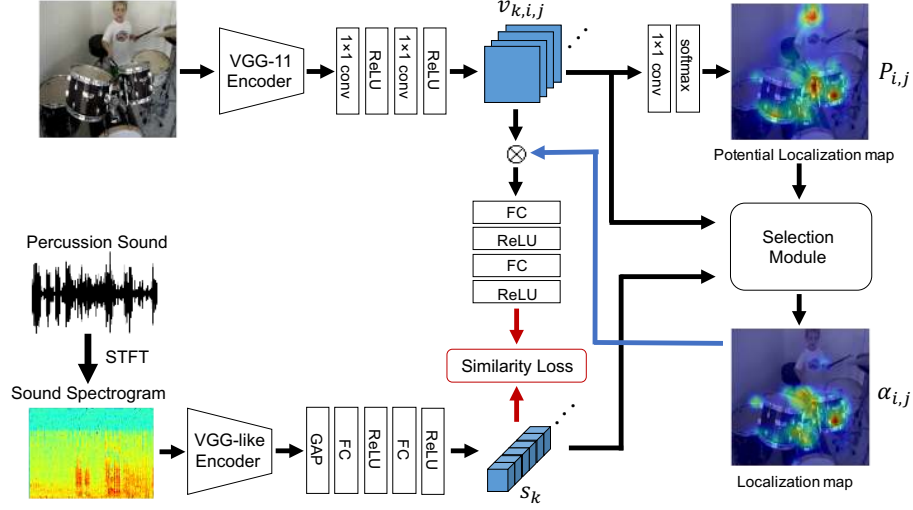 v_{k,i,j}
VGG-11
Encoder
1×1 conv
ReLU
1×1 conv
ReLU
1×1 conv
softmax
P_{i,j}
Potential Localization map
FC
ReLU
FC
ReLU
Selection
Module
Percussion Sound
STFT
Similarity Loss
Sound Spectrogram
α_{i,j}
VGG-like
Encoder
GAP
FC
ReLU
FC
ReLU
s_k
Localization map